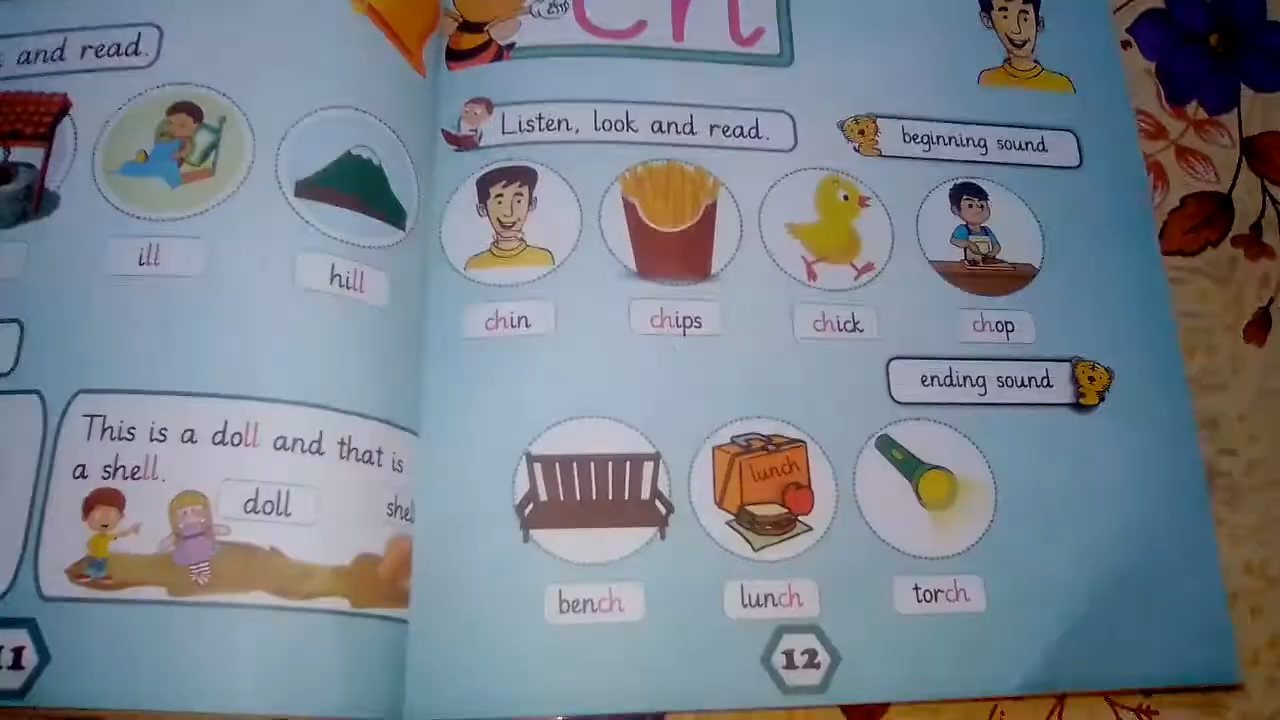 and read.
ill
hill
This is a doll and that is
a shell.
doll
11
ch
Listen, look and read.
beginning sound
chin
chips
chick
chop
ending sound
lunch
bench
lunch
torch
12